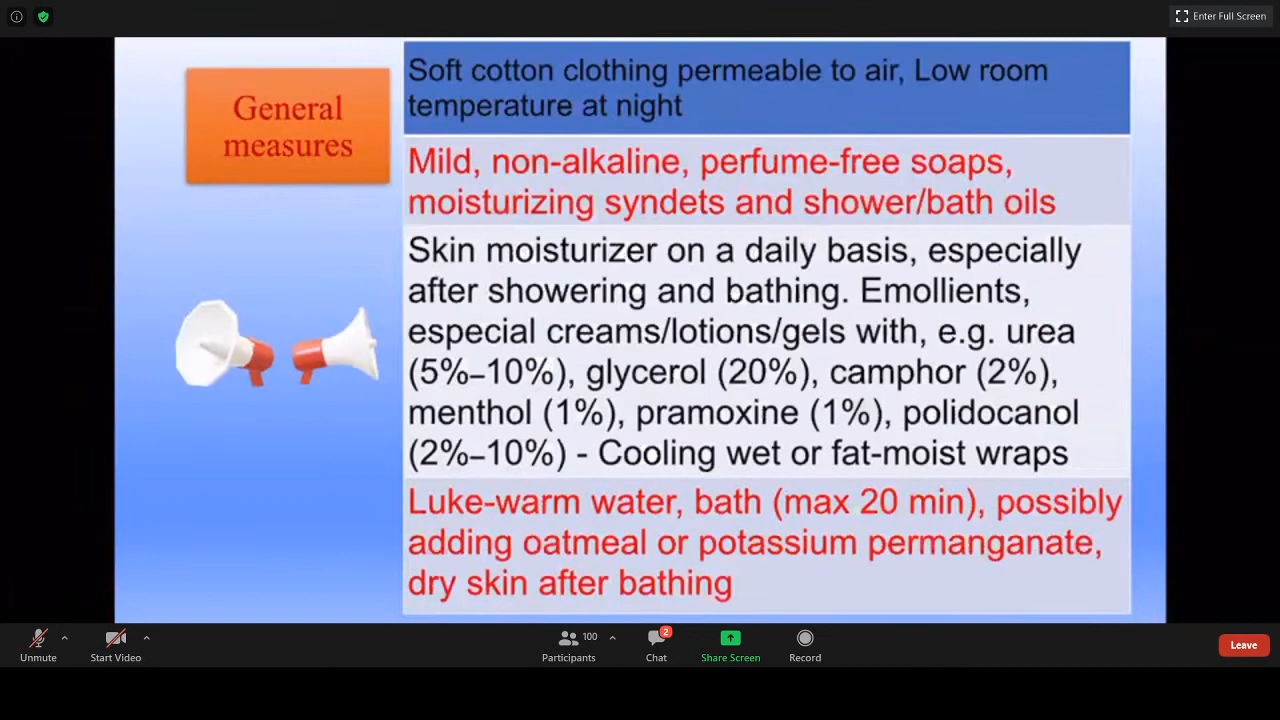 Enter Full Screen
General
measures
Soft cotton clothing permeable to air, Low room
temperature at night
Mild, non-alkaline, perfume-free soaps,
moisturizing syndets and shower/bath oils
Skin moisturizer on a daily basis, especially
after showering and bathing. Emollients,
especial creams/lotions/gels with, e.g. urea
(5%–10%), glycerol (20%), camphor (2%),
menthol (1%), pramoxine (1%), polidocanol
(2%–10%) - Cooling wet or fat-moist wraps
Luke-warm water, bath (max 20 min), possibly
adding oatmeal or potassium permanganate,
dry skin after bathing
100
2
Unmute
Start Video
Participants
Chat
Share Screen
Record
Leave